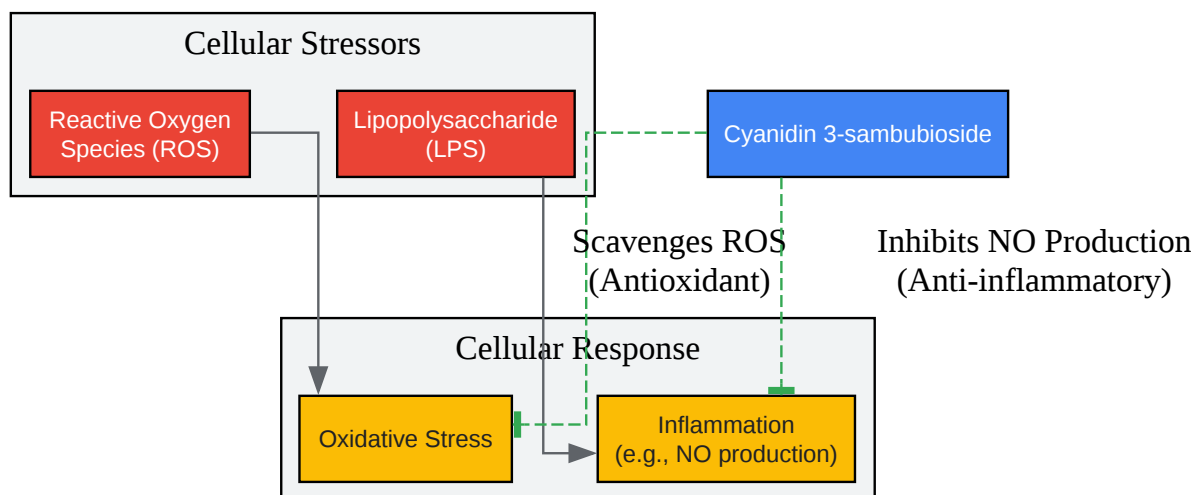 Cellular Stressors
Reactive Oxygen
Species (ROS)
Lipopolysaccharide
(LPS)
Cyanidin 3-sambubioside
Scavenges ROS
(Antioxidant)
Inhibits NO Production
(Anti-inflammatory)
Cellular Response
Oxidative Stress
Inflammation
(e.g., NO production)